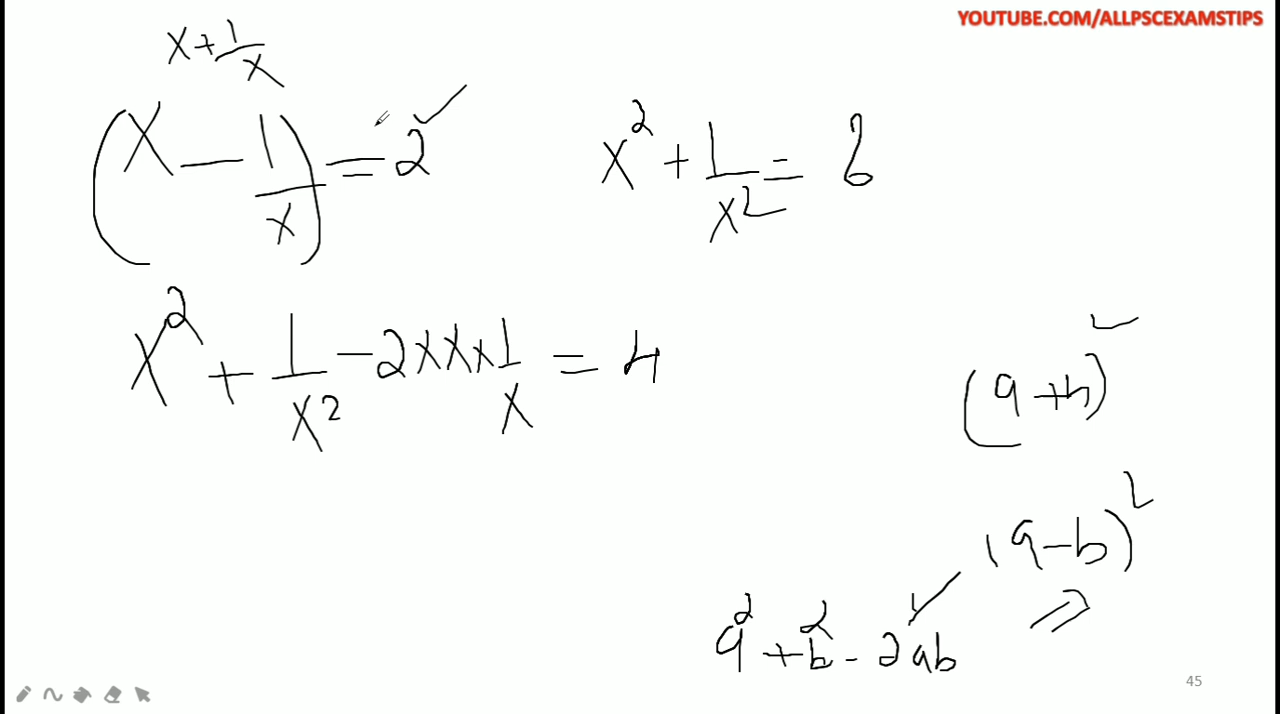 YOUTUBE.COM/ALLPSCEXAMSTIPS
x + 1/x
(x - 1/x) = 2
x² + 1/x² = 6
x² + 1/x² - 2 × x × 1/x = 4
(a + b)²
(a - b)²
a² + b² - 2ab
45